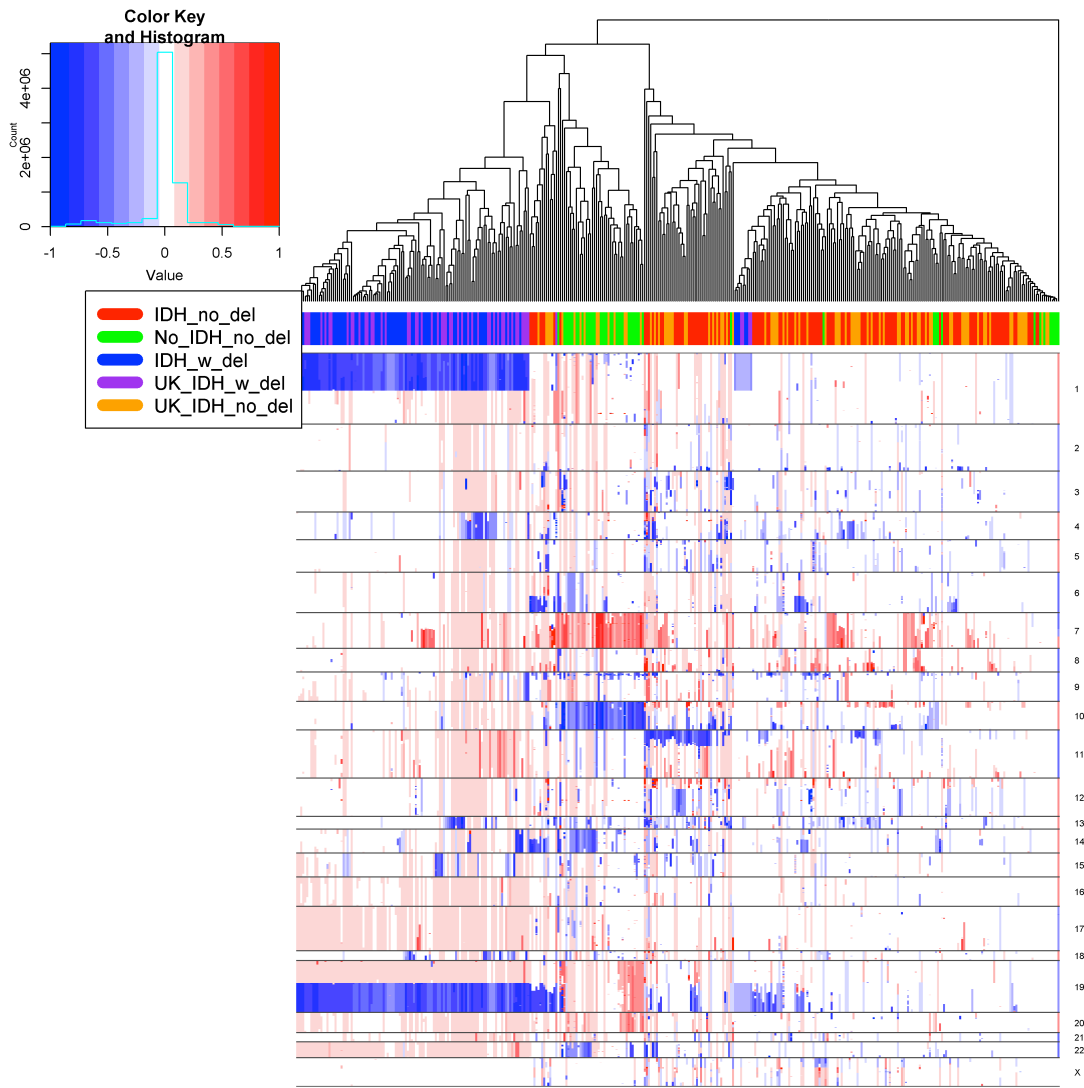 Color Key
and Histogram
Count
0
2e+06
4e+06
-1 -0.5 0 0.5 1
Value
IDH_no_del
No_IDH_no_del
IDH_w_del
UK_IDH_w_del
UK_IDH_no_del
1
2
3
4
5
6
7
8
9
10
11
12
13
14
15
16
17
18
19
20
21
22
X